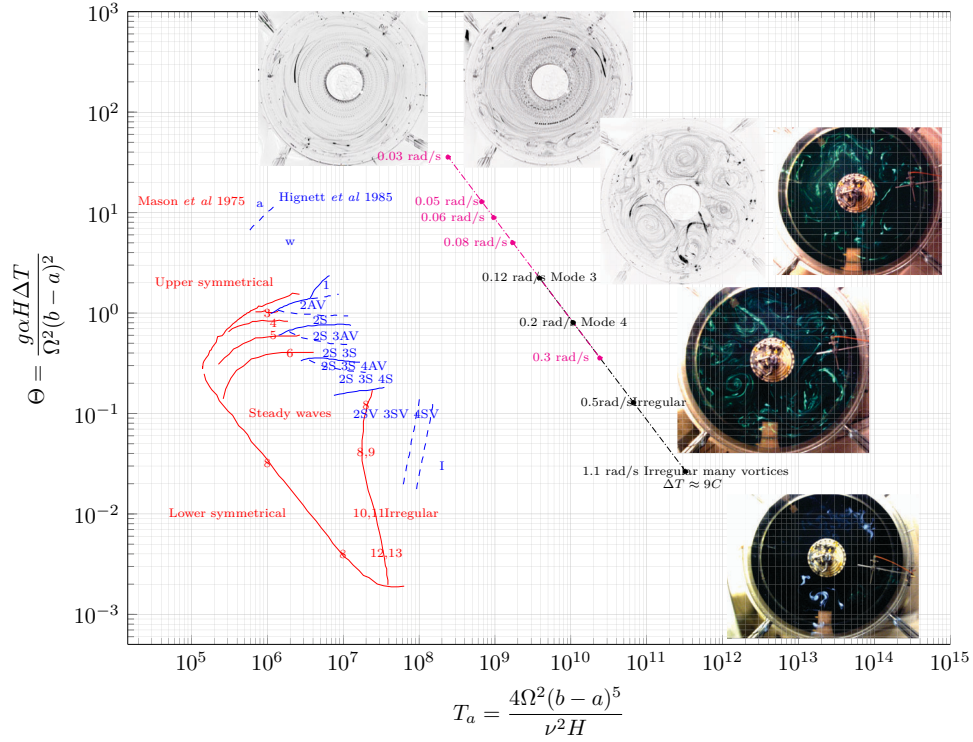 10^3
10^2
10^1
10^0
10^{-1}
10^{-2}
10^{-3}
Θ = \frac{gαHΔT}{Ω^2(b − a)^2}
0.03 rad/s
Mason et al 1975
a
Hignett et al 1985
w
0.05 rad/s
0.06 rad/s
0.08 rad/s
Upper symmetrical
1
2AV
0.12 rad/s Mode 3
3
4
2S
0.2 rad/s Mode 4
5
2S 3AV
6
2S 3S
0.3 rad/s
2S 3S 4AV
2S 3S 4S
Steady waves
8
2SV 3SV 4SV
0.5rad/sIrregular
8
8,9
I
1.1 rad/s Irregular many vortices
ΔT ≈ 9C
Lower symmetrical
10,11Irregular
8
12,13
10^5
10^6
10^7
10^8
10^9
10^{10}
10^{11}
10^{12}
10^{13}
10^{14}
10^{15}
T_a = \frac{4Ω^2(b − a)^5}{ν^2H}